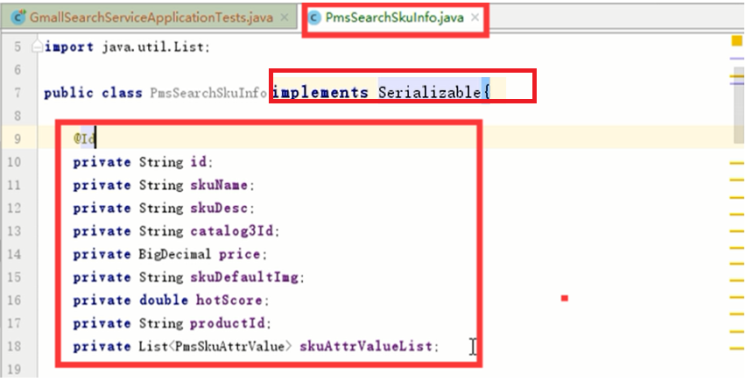 GmallSearchServiceApplicationTests.java × PmsSearchSkuInfo.java ×
5 import java.util.List;
6
7 public class PmsSearchSkuInfo implements Serializable{
8
9 @Id
10 private String id;
11 private String skuName;
12 private String skuDesc;
13 private String catalog3Id;
14 private BigDecimal price;
15 private String skuDefaultImg;
16 private double hotScore;
17 private String productId;
18 private List<PmsSkuAttrValue> skuAttrValueList;
19